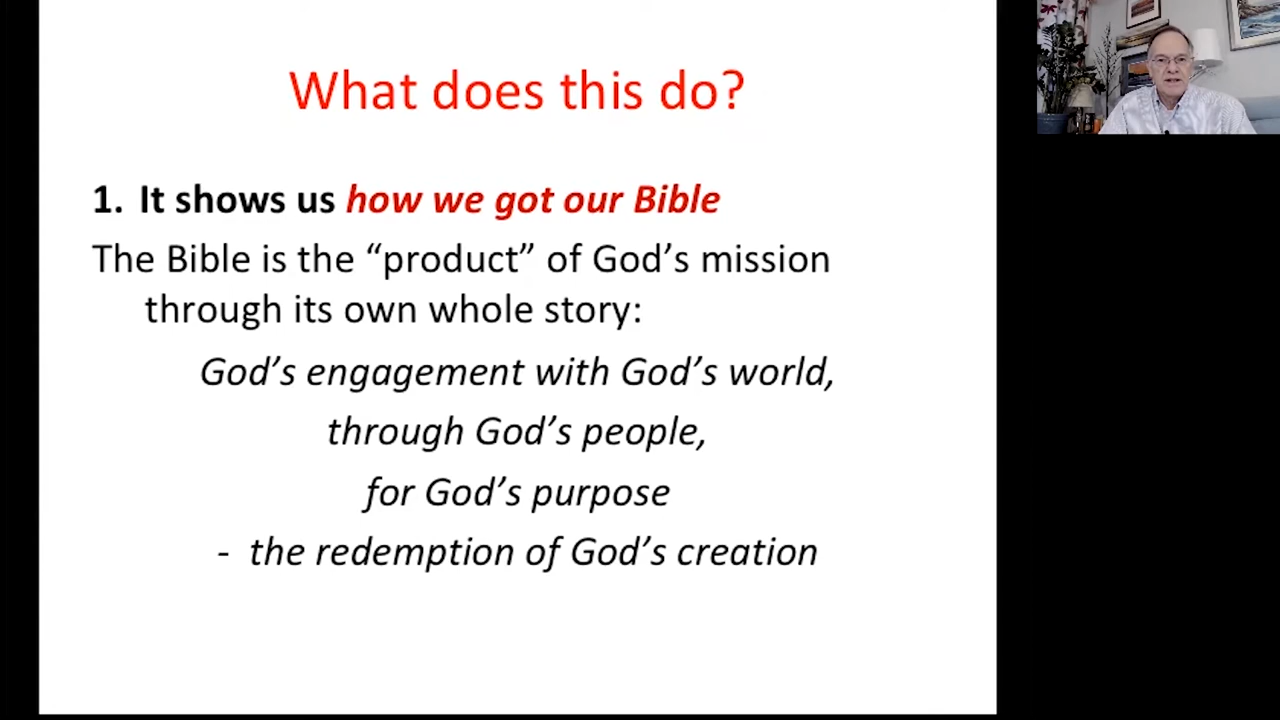 What does this do?
1. It shows us how we got our Bible
The Bible is the “product” of God’s mission
through its own whole story:
God’s engagement with God’s world,
through God’s people,
for God’s purpose
- the redemption of God’s creation